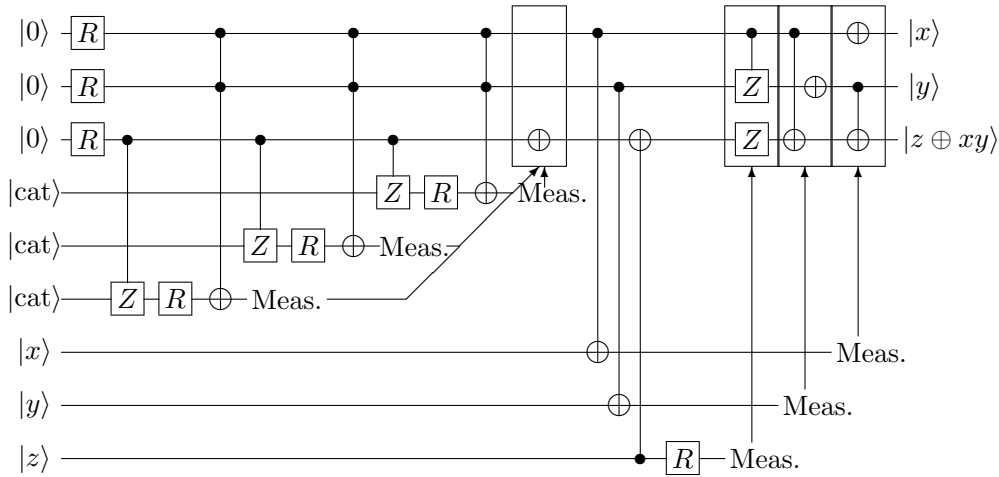 |0⟩ R |x⟩
|0⟩ R Z |y⟩
|0⟩ R Z |z ⊕ xy⟩
|cat⟩ Z R Meas.
|cat⟩ Z R Meas.
|cat⟩ Z R Meas.
|x⟩ Meas.
|y⟩ Meas.
|z⟩ R Meas.